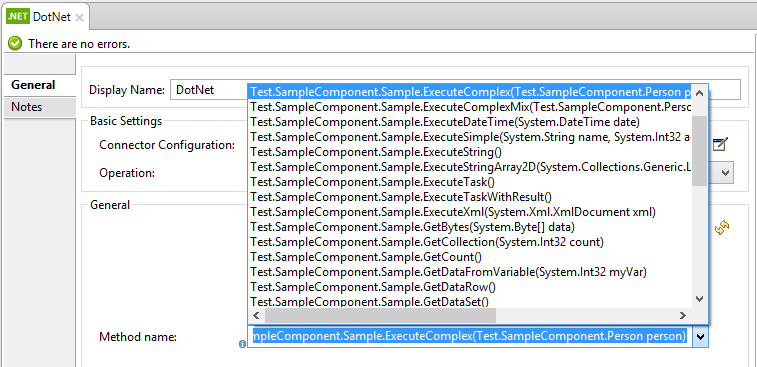 .NET DotNet
There are no errors.
General
Notes
Display Name: DotNet
Basic Settings
Connector Configuration:
Operation:
General
Test.SampleComponent.Sample.ExecuteComplex(Test.SampleComponent.Person p
Test.SampleComponent.Sample.ExecuteComplexMix(Test.SampleComponent.Perso
Test.SampleComponent.Sample.ExecuteDateTime(System.DateTime date)
Test.SampleComponent.Sample.ExecuteSimple(System.String name, System.Int32 a
Test.SampleComponent.Sample.ExecuteString()
Test.SampleComponent.Sample.ExecuteStringArray2D(System.Collections.Generic.L
Test.SampleComponent.Sample.ExecuteTask()
Test.SampleComponent.Sample.ExecuteTaskWithResult()
Test.SampleComponent.Sample.ExecuteXml(System.Xml.XmlDocument xml)
Test.SampleComponent.Sample.GetBytes(System.Byte[] data)
Test.SampleComponent.Sample.GetCollection(System.Int32 count)
Test.SampleComponent.Sample.GetCount()
Test.SampleComponent.Sample.GetDataFromVariable(System.Int32 myVar)
Test.SampleComponent.Sample.GetDataRow()
Test.SampleComponent.Sample.GetDataSet()
Method name: mpleComponent.Sample.ExecuteComplex(Test.SampleComponent.Person person)